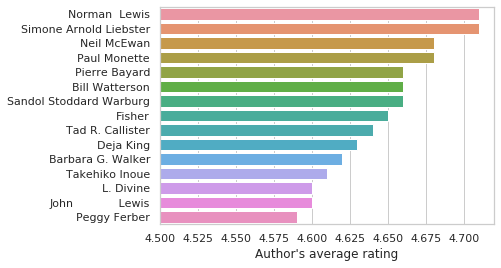 Norman  Lewis
Simone Arnold Liebster
Neil McEwan
Paul Monette
Pierre Bayard
Bill Watterson
Sandol Stoddard Warburg
Fisher
Tad R. Callister
Deja King
Barbara G. Walker
Takehiko Inoue
L. Divine
John               Lewis
Peggy Ferber
4.500 4.525 4.550 4.575 4.600 4.625 4.650 4.675 4.700
Author's average rating